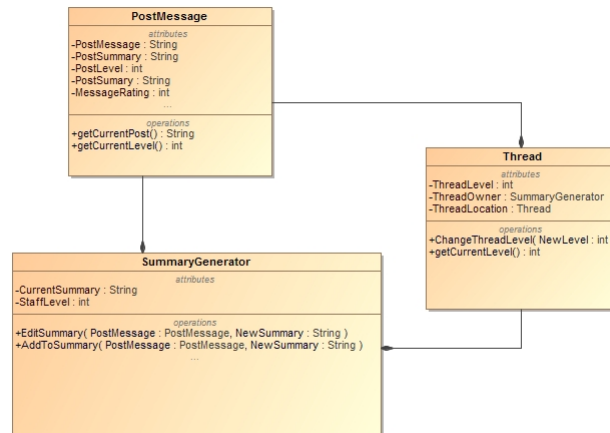 PostMessage
attributes
-PostMessage : String
-PostSummary : String
-PostLevel : int
-PostSumary : String
-MessageRating : int
...
operations
+getCurrentPost() : String
+getCurrentLevel() : int
Thread
attributes
-ThreadLevel : int
-ThreadOwner : SummaryGenerator
-ThreadLocation : Thread
operations
+ChangeThreadLevel( NewLevel : int
+getCurrentLevel() : int
SummaryGenerator
attributes
-CurrentSummary : String
-StaffLevel : int
operations
+EditSummary( PostMessage : PostMessage, NewSummary : String )
+AddToSummary( PostMessage : PostMessage, NewSummary : String )
...